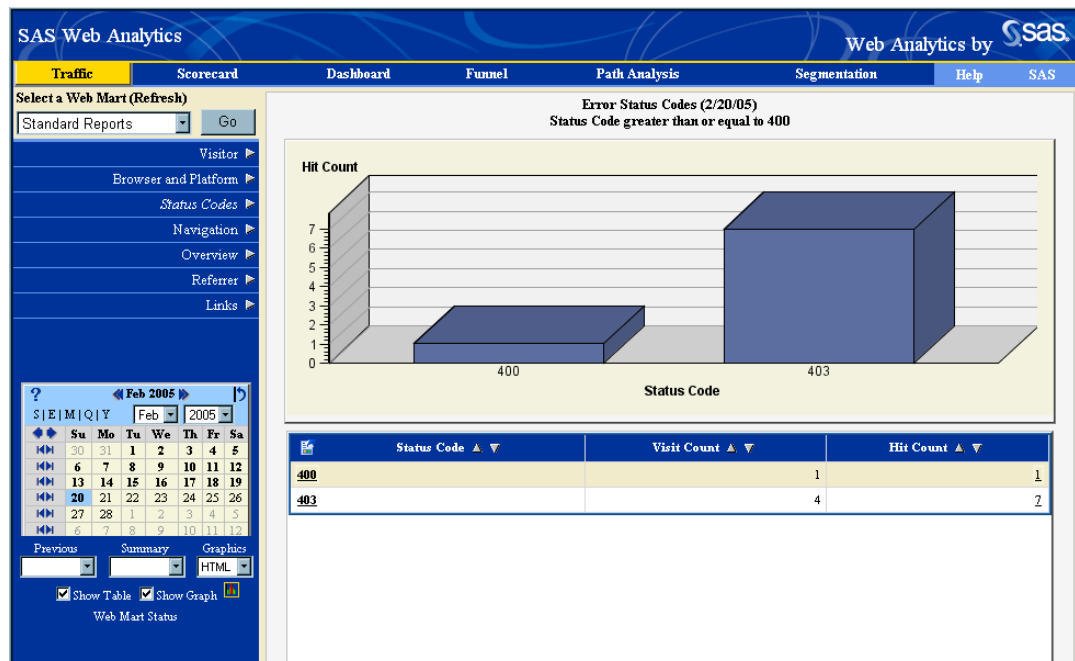 SAS Web Analytics
Web Analytics by sas.
Traffic Scorecard Dashboard Funnel Path Analysis Segmentation Help SAS
Select a Web Mart (Refresh)
Standard Reports Go
Visitor
Browser and Platform
Status Codes
Navigation
Overview
Referrer
Links
? Feb 2005
S | E | M | Q | Y Feb 2005
Su Mo Tu We Th Fr Sa
30 31 1 2 3 4 5
6 7 8 9 10 11 12
13 14 15 16 17 18 19
20 21 22 23 24 25 26
27 28 1 2 3 4 5
6 7 8 9 10 11 12
Previous Summary Graphics
HTML
Show Table Show Graph
Web Mart Status
Error Status Codes (2/20/05)
Status Code greater than or equal to 400
Hit Count
7
6
5
4
3
2
1
0
400 403
Status Code
Status Code Visit Count Hit Count
400 1 1
403 4 7